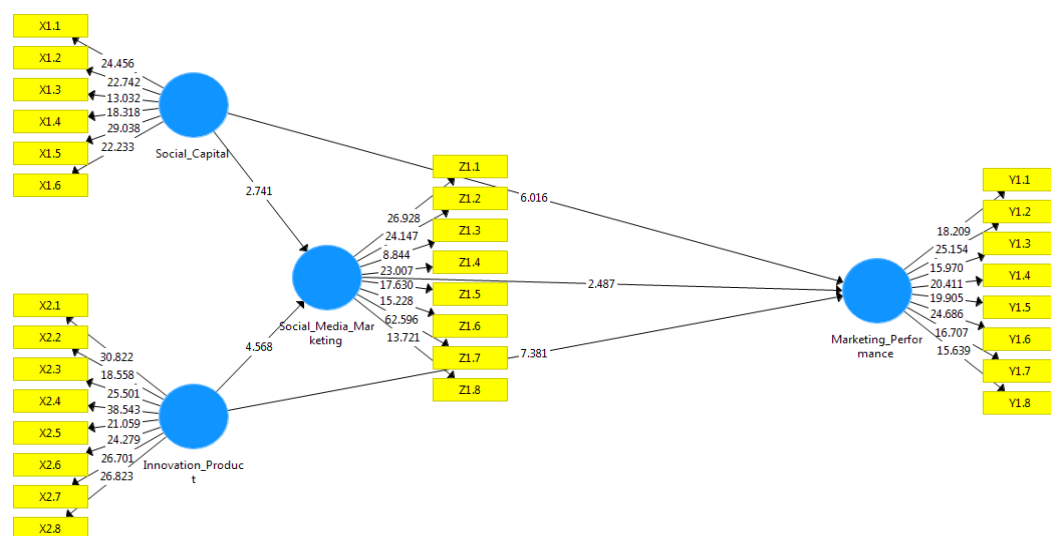 X1.1
X1.2
X1.3
X1.4
X1.5
X1.6
24.456
22.742
13.032
18.318
29.038
22.233
Social_Capital
2.741
6.016
Z1.1
Z1.2
Z1.3
Z1.4
Z1.5
Z1.6
Z1.7
Z1.8
26.928
24.147
8.844
23.007
17.630
15.228
62.596
13.721
Social_Media_Mar
keting
2.487
4.568
7.381
X2.1
X2.2
X2.3
X2.4
X2.5
X2.6
X2.7
X2.8
30.822
18.558
25.501
38.543
21.059
24.279
26.701
26.823
Innovation_Produc
t
Marketing_Perfor
mance
18.209
25.154
15.970
20.411
19.905
24.686
16.707
15.639
Y1.1
Y1.2
Y1.3
Y1.4
Y1.5
Y1.6
Y1.7
Y1.8